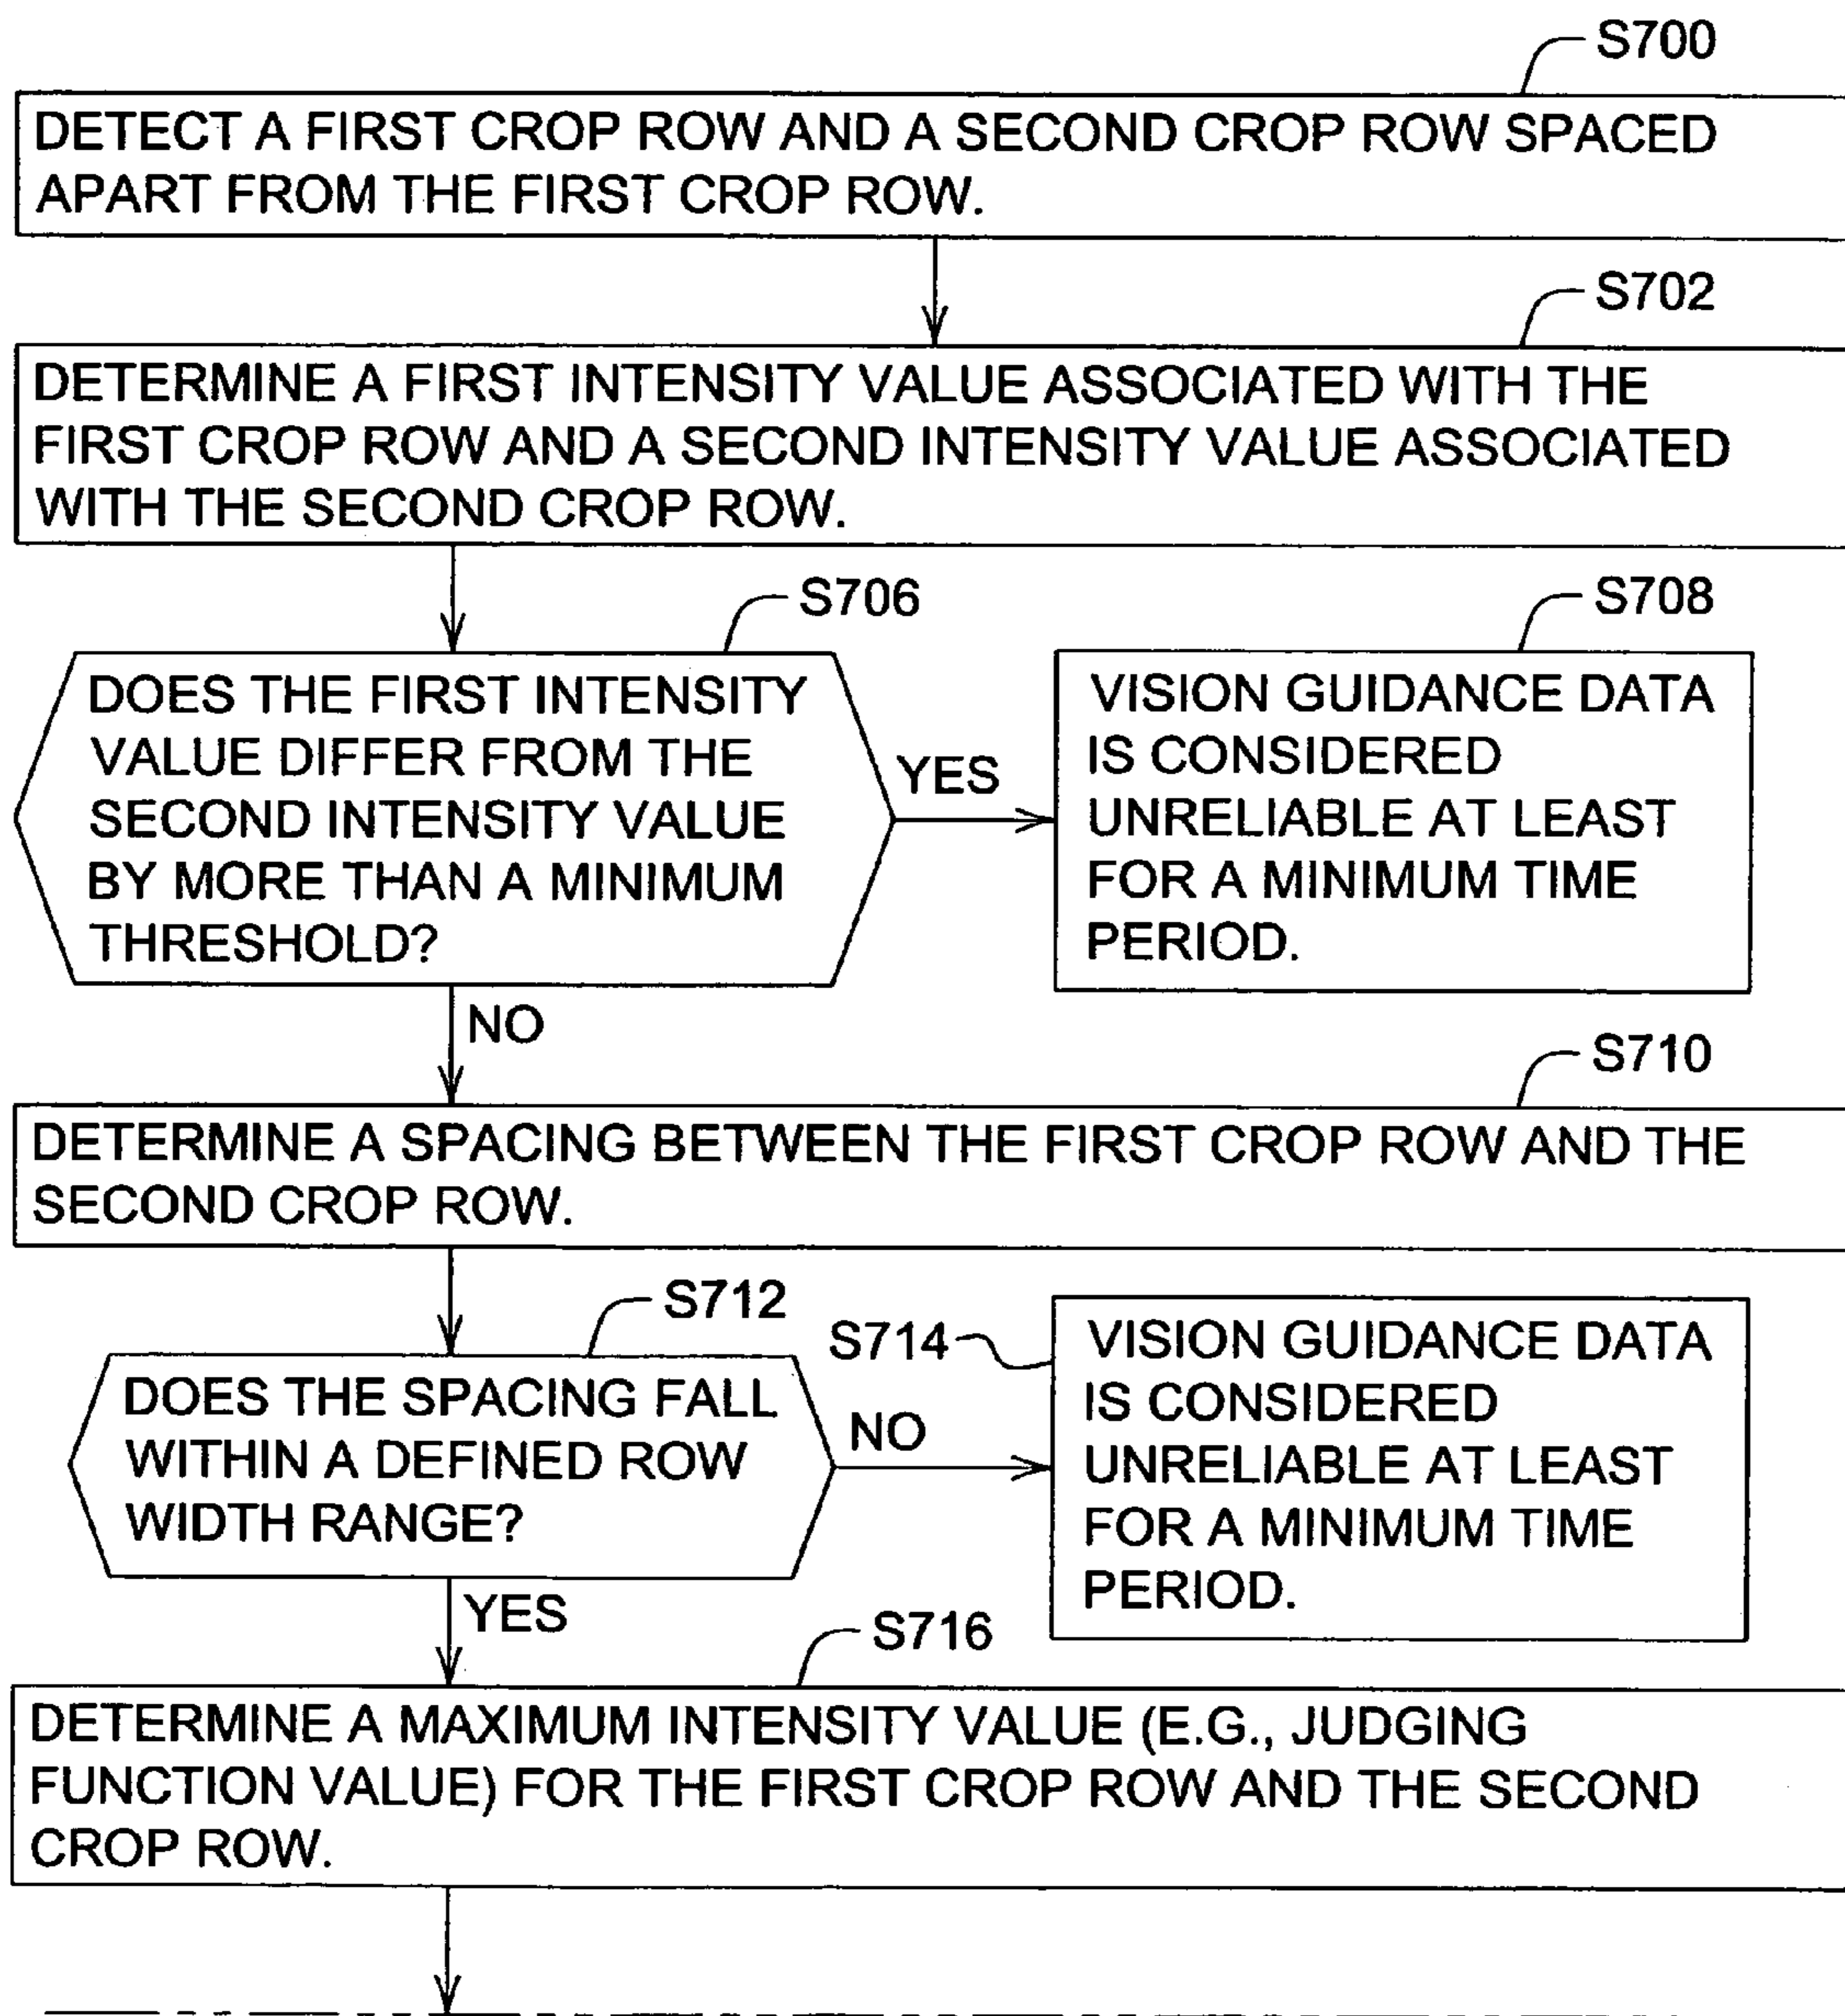 S700
DETECT A FIRST CROP ROW AND A SECOND CROP ROW SPACED
APART FROM THE FIRST CROP ROW.
S702
DETERMINE A FIRST INTENSITY VALUE ASSOCIATED WITH THE
FIRST CROP ROW AND A SECOND INTENSITY VALUE ASSOCIATED
WITH THE SECOND CROP ROW.
S706
DOES THE FIRST INTENSITY
VALUE DIFFER FROM THE
SECOND INTENSITY VALUE
BY MORE THAN A MINIMUM
THRESHOLD?
YES
S708
VISION GUIDANCE DATA
IS CONSIDERED
UNRELIABLE AT LEAST
FOR A MINIMUM TIME
PERIOD.
NO
S710
DETERMINE A SPACING BETWEEN THE FIRST CROP ROW AND THE
SECOND CROP ROW.
S712
DOES THE SPACING FALL
WITHIN A DEFINED ROW
WIDTH RANGE?
NO
S714
VISION GUIDANCE DATA
IS CONSIDERED
UNRELIABLE AT LEAST
FOR A MINIMUM TIME
PERIOD.
YES
S716
DETERMINE A MAXIMUM INTENSITY VALUE (E.G., JUDGING
FUNCTION VALUE) FOR THE FIRST CROP ROW AND THE SECOND
CROP ROW.